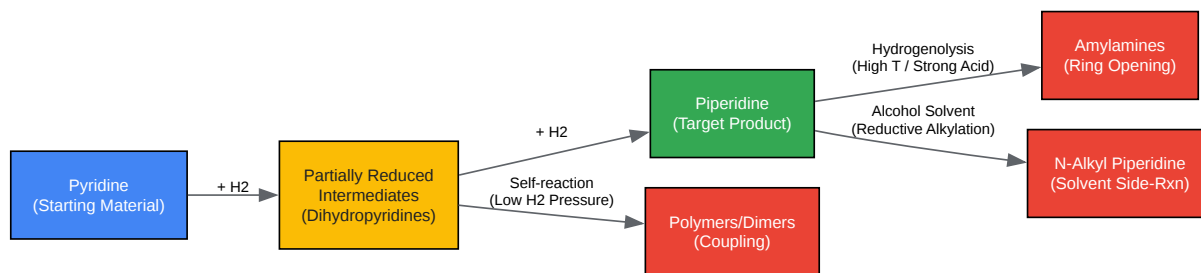 Pyridine
(Starting Material)
+ H2
Partially Reduced
Intermediates
(Dihydropyridines)
+ H2
Self-reaction
(Low H2 Pressure)
Piperidine
(Target Product)
Polymers/Dimers
(Coupling)
Hydrogenolysis
(High T / Strong Acid)
Alcohol Solvent
(Reductive Alkylation)
Amylamines
(Ring Opening)
N-Alkyl Piperidine
(Solvent Side-Rxn)